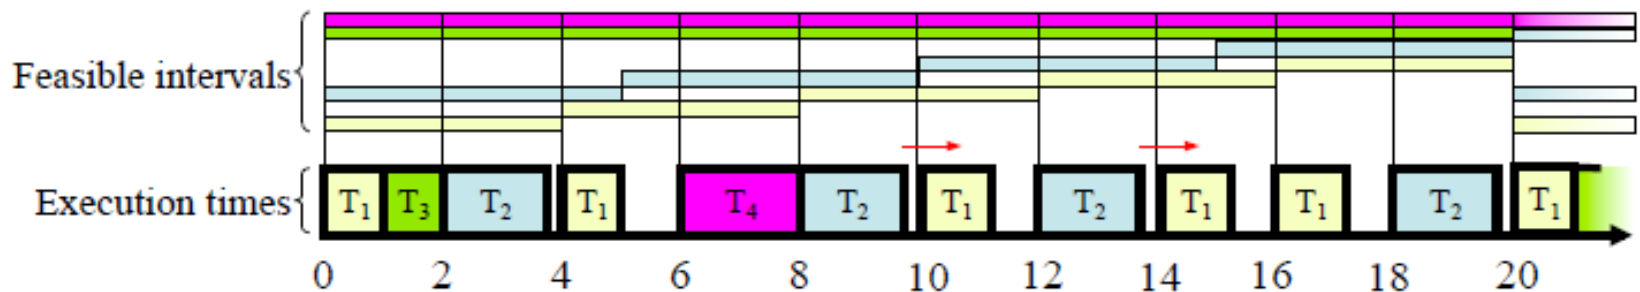 Feasible intervals
Execution times
T1 T3 T2 T1 T4 T2 T1 T2 T1 T1 T2 T1
0 2 4 6 8 10 12 14 16 18 20